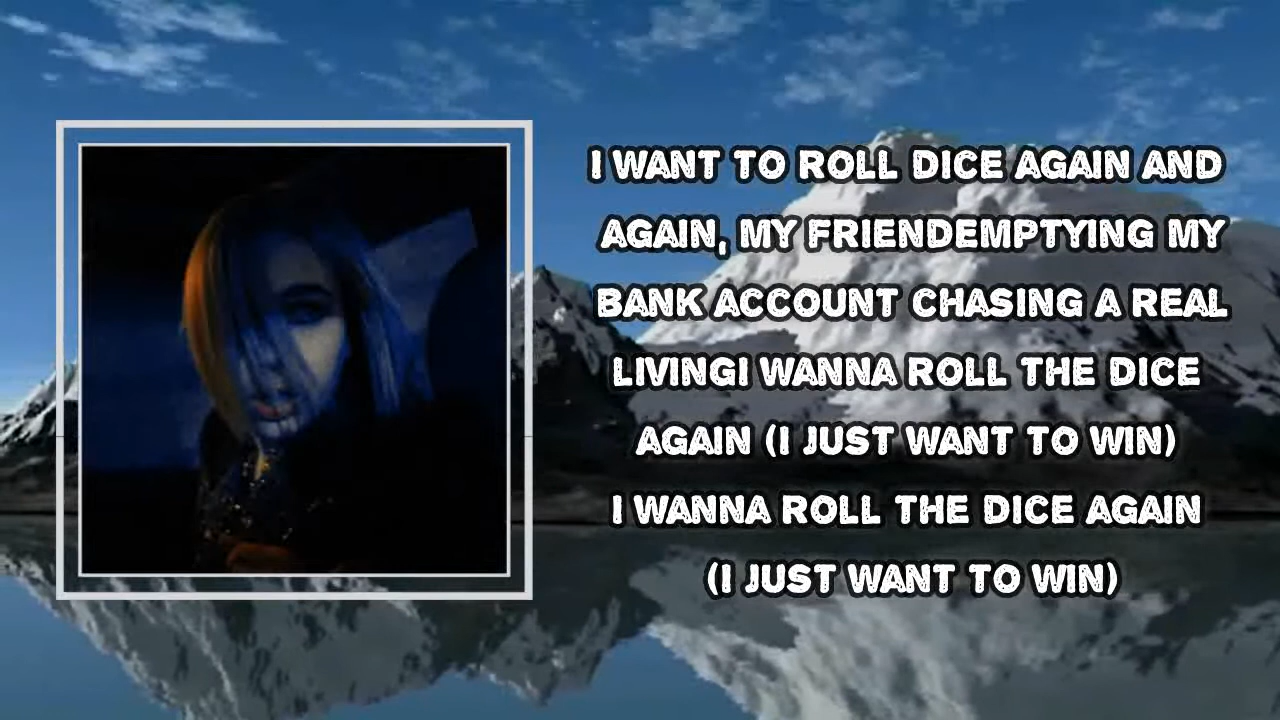 I WANT TO ROLL DICE AGAIN AND
AGAIN, MY FRIENDEMPTYING MY
BANK ACCOUNT CHASING A REAL
LIVINGI WANNA ROLL THE DICE
AGAIN (I JUST WANT TO WIN)
I WANNA ROLL THE DICE AGAIN
(I JUST WANT TO WIN)